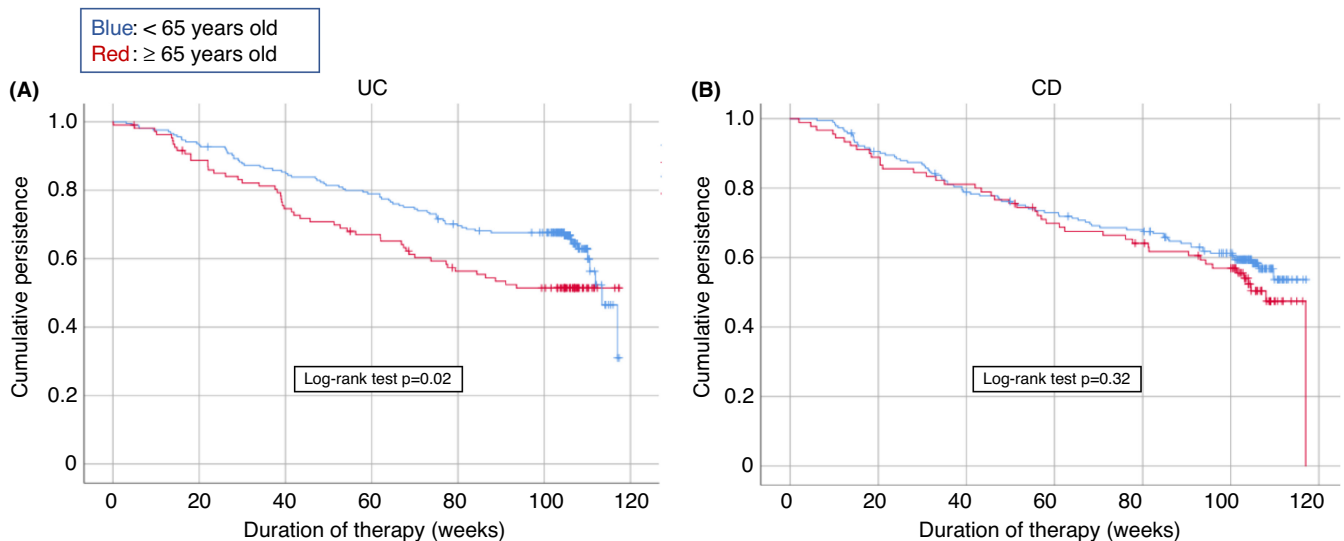 Blue: < 65 years old
Red: ≥ 65 years old
(A)
UC
Cumulative persistence
1.0
0.8
0.6
0.4
0.2
0
Log-rank test p=0.02
0 20 40 60 80 100 120
Duration of therapy (weeks)
(B)
CD
Cumulative persistence
1.0
0.8
0.6
0.4
0.2
0
Log-rank test p=0.32
0 20 40 60 80 100 120
Duration of therapy (weeks)